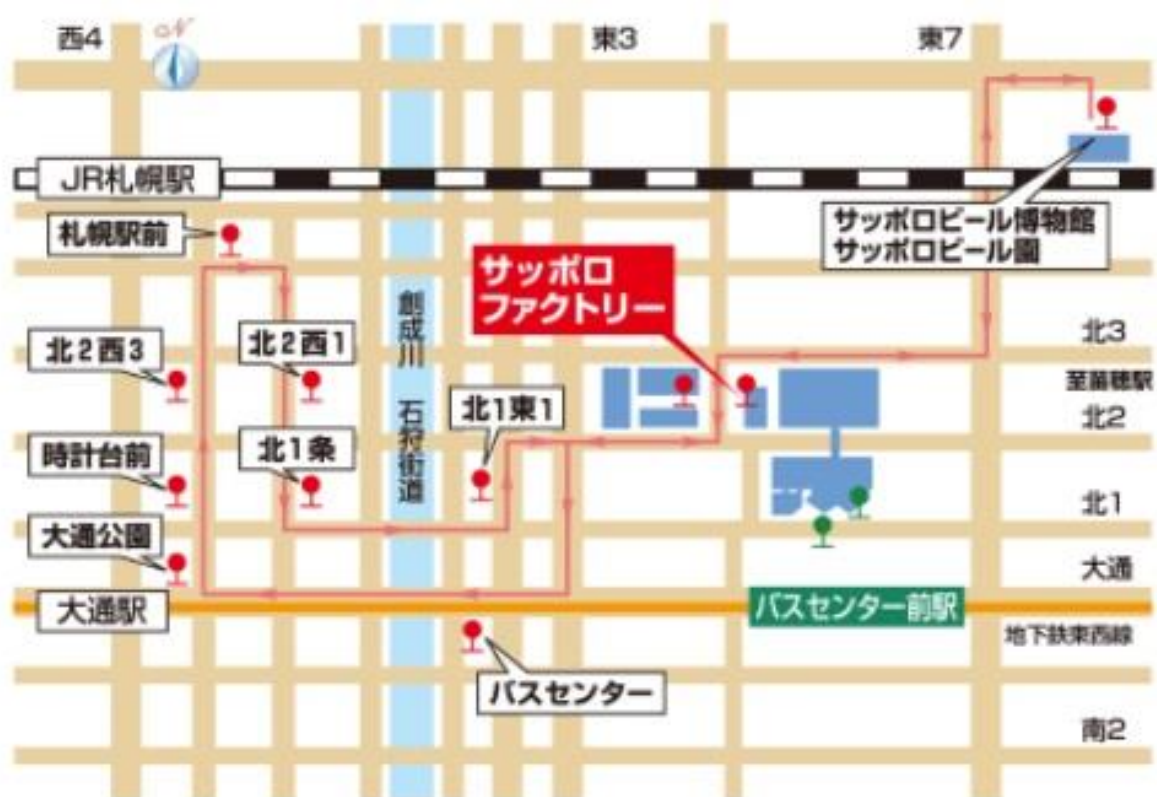 西4
東3
東7
N
JR札幌駅
札幌駅前
サッポロビール博物館
サッポロビール園
サッポロ
ファクトリー
創成川 石狩街道
北3
北2西3
北2西1
至苗穂駅
北1東1
北2
時計台前
北1条
北1
大通公園
大通
大通駅
バスセンター前駅
地下鉄東西線
バスセンター
南2